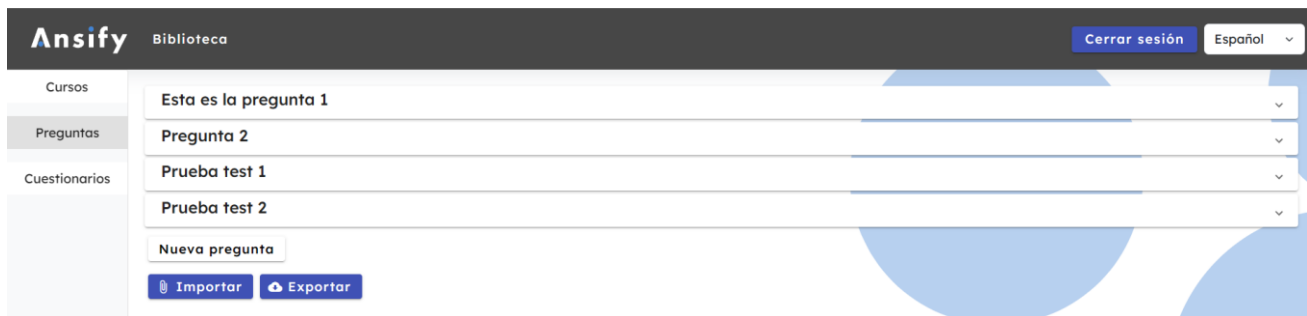 Ansify Biblioteca Cerrar sesión Español
Cursos
Preguntas
Cuestionarios
Esta es la pregunta 1
Pregunta 2
Prueba test 1
Prueba test 2
Nueva pregunta
Importar Exportar